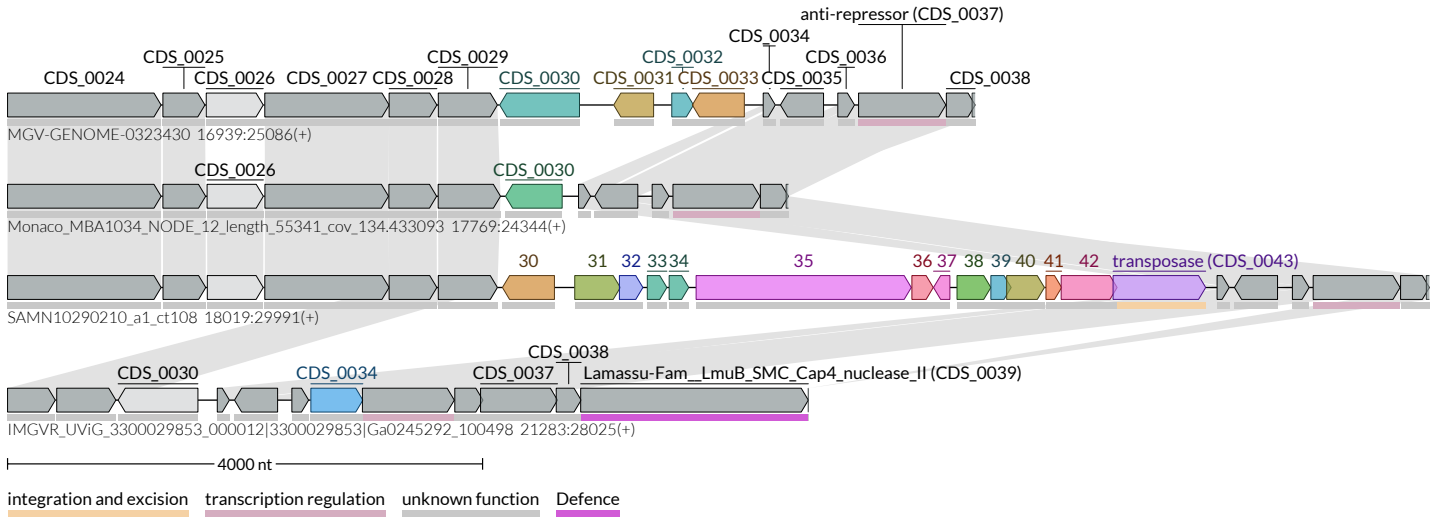 anti-repressor (CDS_0037)
CDS_0034
CDS_0025 CDS_0029 CDS_0032 CDS_0036
CDS_0024 CDS_0026 CDS_0027 CDS_0028 CDS_0030 CDS_0031 CDS_0033 CDS_0035 CDS_0038
MGV-GENOME-0323430 16939:25086(+)
CDS_0026 CDS_0030
Monaco_MBA1034_NODE_12_length_55341_cov_134.433093 17769:24344(+)
30 31 32 33 34 35 36 37 38 39 40 41 42 transposase (CDS_0043)
SAMN10290210_a1_ct108 18019:29991(+)
CDS_0038
CDS_0030 CDS_0034 CDS_0037 Lamassu-Fam__LmuB_SMC_Cap4_nuclease_II (CDS_0039)
IMGVR_UViG_3300029853_000012|3300029853|Ga0245292_100498 21283:28025(+)
4000 nt
integration and excision transcription regulation unknown function Defence